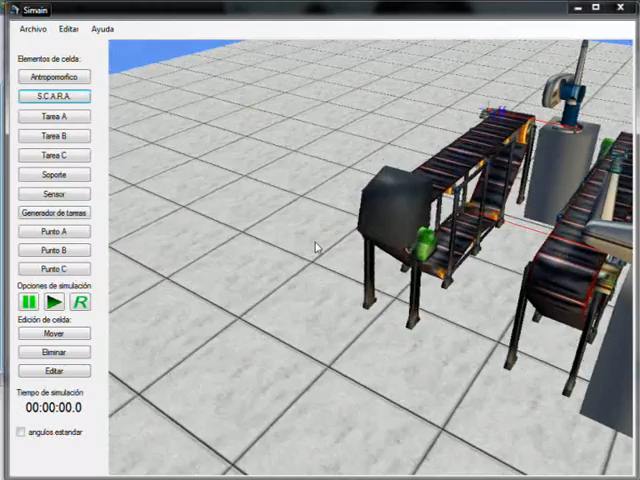 Simain
Archivo Editar Ayuda
Elementos de celda:
Antropomorfico
S.C.A.R.A.
Tarea A
Tarea B
Tarea C
Soporte
Sensor
Generador de tareas
Punto A
Punto B
Punto C
Opciones de simulación
R
Edición de celda:
Mover
Eliminar
Editar
Tiempo de simulación
00:00:00.0
angulos estandar